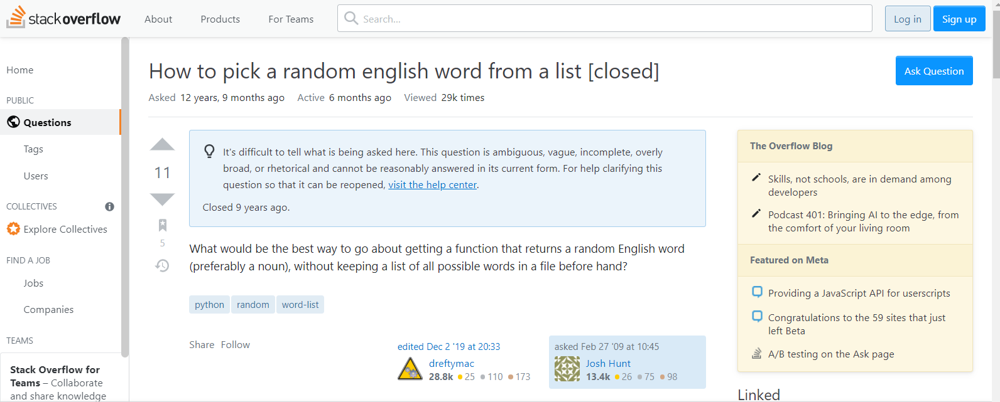 stackoverflow
About
Products
For Teams
Search...
Log in
Sign up
Home
PUBLIC
Questions
Tags
Users
COLLECTIVES
Explore Collectives
FIND A JOB
Jobs
Companies
TEAMS
Stack Overflow for
Teams – Collaborate
and share knowledge
How to pick a random english word from a list [closed]
Ask Question
Asked 12 years, 9 months ago Active 6 months ago Viewed 29k times
11
5
It's difficult to tell what is being asked here. This question is ambiguous, vague, incomplete, overly
broad, or rhetorical and cannot be reasonably answered in its current form. For help clarifying this
question so that it can be reopened, visit the help center.
Closed 9 years ago.
What would be the best way to go about getting a function that returns a random English word
(preferably a noun), without keeping a list of all possible words in a file before hand?
python random word-list
Share Follow
edited Dec 2 '19 at 20:33
dreftymac
28.8k 25 110 173
asked Feb 27 '09 at 10:45
Josh Hunt
13.4k 26 75 98
The Overflow Blog
Skills, not schools, are in demand among
developers
Podcast 401: Bringing AI to the edge, from
the comfort of your living room
Featured on Meta
Providing a JavaScript API for userscripts
Congratulations to the 59 sites that just
left Beta
A/B testing on the Ask page
Linked